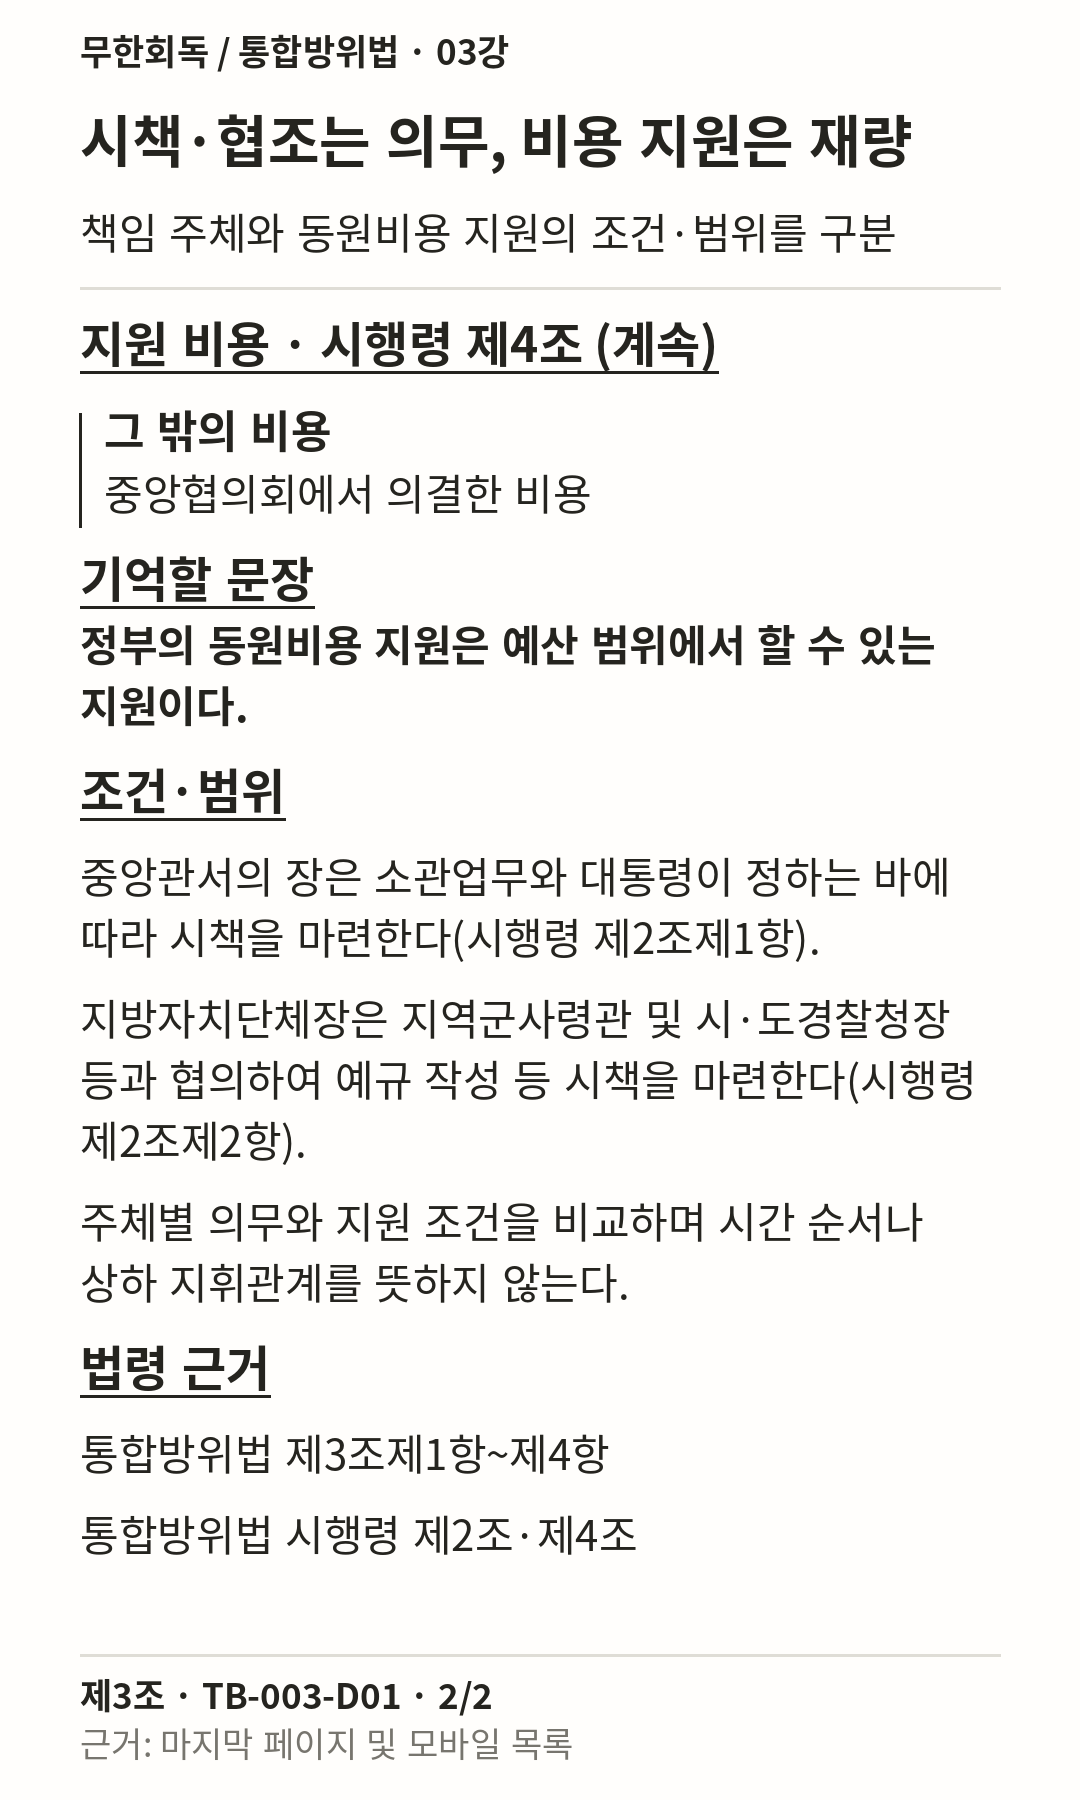 무한회독 / 통합방위법 · 03강
시책·협조는 의무, 비용 지원은 재량
책임 주체와 동원비용 지원의 조건·범위를 구분
지원 비용 · 시행령 제4조 (계속)
그 밖의 비용
중앙협의회에서 의결한 비용
기억할 문장
정부의 동원비용 지원은 예산 범위에서 할 수 있는
지원이다.
조건·범위
중앙관서의 장은 소관업무와 대통령이 정하는 바에
따라 시책을 마련한다(시행령 제2조제1항).
지방자치단체장은 지역군사령관 및 시·도경찰청장
등과 협의하여 예규 작성 등 시책을 마련한다(시행령
제2조제2항).
주체별 의무와 지원 조건을 비교하며 시간 순서나
상하 지휘관계를 뜻하지 않는다.
법령 근거
통합방위법 제3조제1항~제4항
통합방위법 시행령 제2조·제4조
제3조 · TB-003-D01 · 2/2
근거: 마지막 페이지 및 모바일 목록